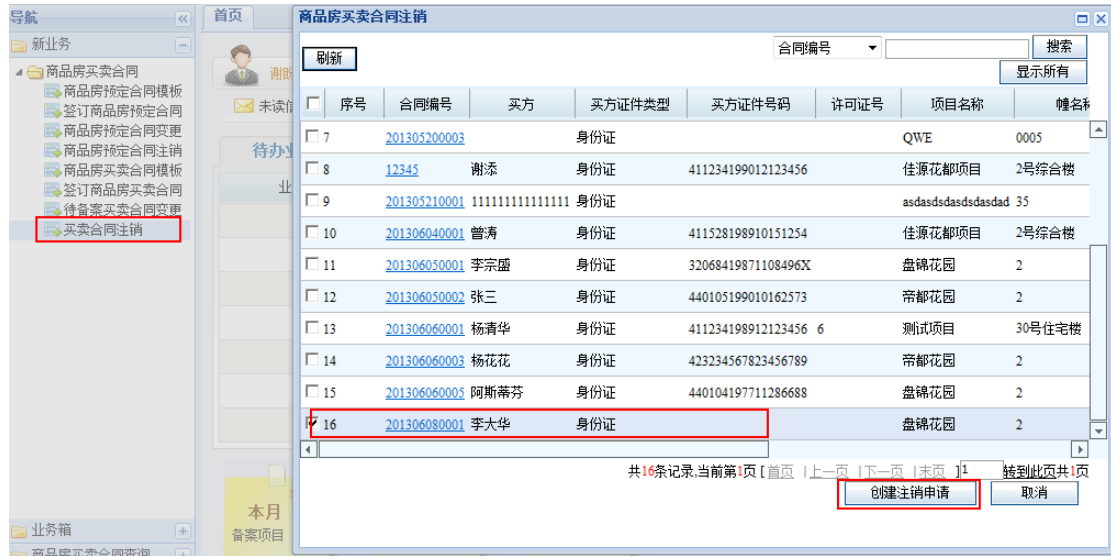 导航
新业务
商品房买卖合同
商品房预定合同模板
签订商品房预定合同
商品房预定合同变更
商品房预定合同注销
商品房买卖合同模板
签订商品房买卖合同
待备案买卖合同变更
买卖合同注销
业务箱
商品房买卖合同查询
首页
未读信
待办业
业
本月
备案项目
商品房买卖合同注销
刷新
合同编号
搜索
显示所有
序号 合同编号 买方 买方证件类型 买方证件号码 许可证号 项目名称 幢名称
7 201305200003 身份证 QWE 0005
8 12345 谢添 身份证 411234199012123456 佳源花都项目 2号综合楼
9 201305210001 111111111111111 身份证 asdasdsdasdsdasdad 35
10 201306040001 曾涛 身份证 411528198910151254 佳源花都项目 2号综合楼
11 201306050001 李宗盛 身份证 32068419871108496X 盘锦花园 2
12 201306050002 张三 身份证 440105199010162573 帝都花园 2
13 201306060001 杨清华 身份证 411234198912123456 6 测试项目 30号住宅楼
14 201306060003 杨花花 身份证 423234567823456789 帝都花园 2
15 201306060005 阿斯蒂芬 身份证 440104197711286688 盘锦花园 2
16 201306080001 李大华 身份证 盘锦花园 2
共16条记录,当前第1页 [ 首页 | 上一页 | 下一页 | 末页 ] 1 转到此页共1页
创建注销申请
取消